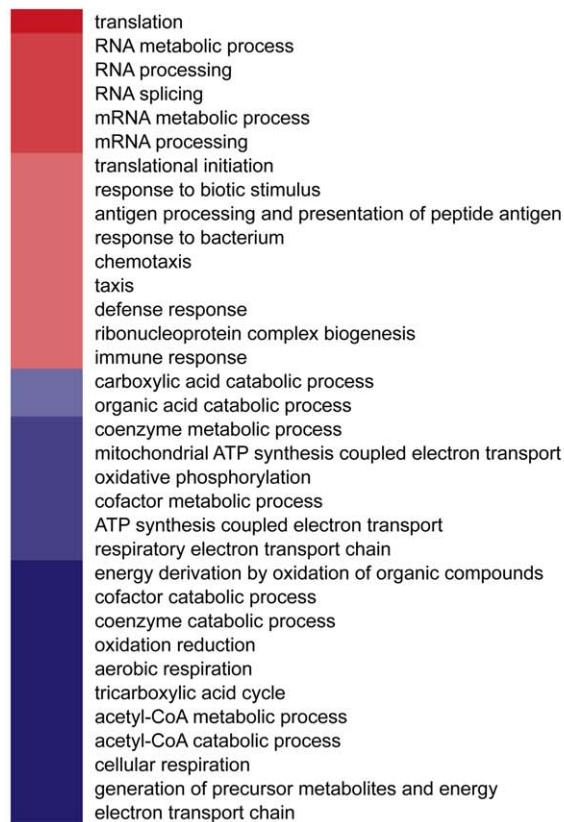 translation
RNA metabolic process
RNA processing
RNA splicing
mRNA metabolic process
mRNA processing
translational initiation
response to biotic stimulus
antigen processing and presentation of peptide antigen
response to bacterium
chemotaxis
taxis
defense response
ribonucleoprotein complex biogenesis
immune response
carboxylic acid catabolic process
organic acid catabolic process
coenzyme metabolic process
mitochondrial ATP synthesis coupled electron transport
oxidative phosphorylation
cofactor metabolic process
ATP synthesis coupled electron transport
respiratory electron transport chain
energy derivation by oxidation of organic compounds
cofactor catabolic process
coenzyme catabolic process
oxidation reduction
aerobic respiration
tricarboxylic acid cycle
acetyl-CoA metabolic process
acetyl-CoA catabolic process
cellular respiration
generation of precursor metabolites and energy
electron transport chain